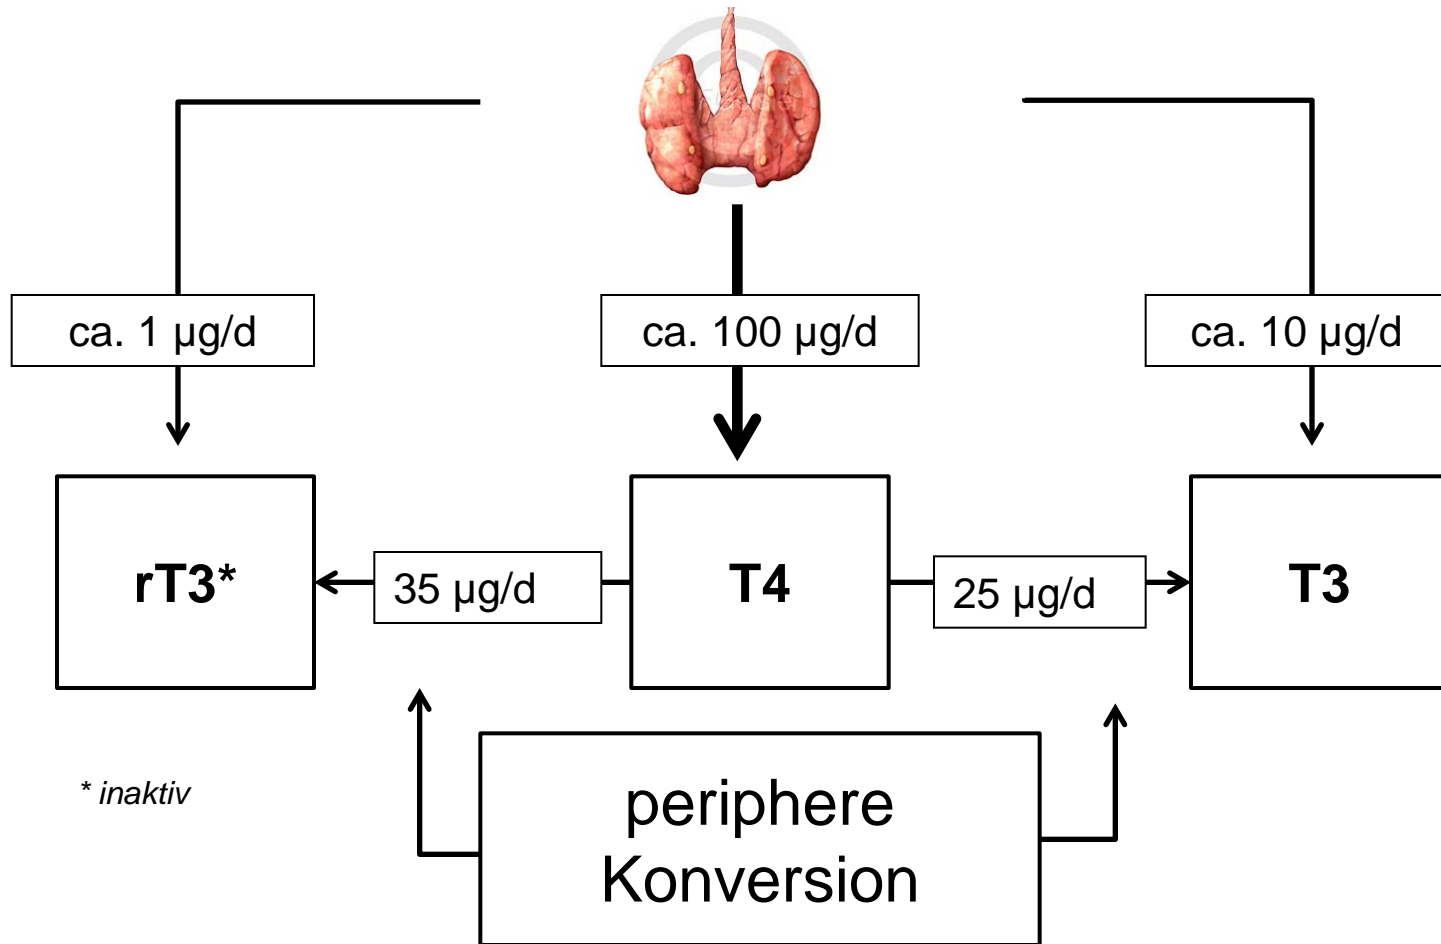 ca. 1 µg/d
ca. 100 µg/d
ca. 10 µg/d
rT3*
35 µg/d
T4
25 µg/d
T3
* inaktiv
periphere
Konversion